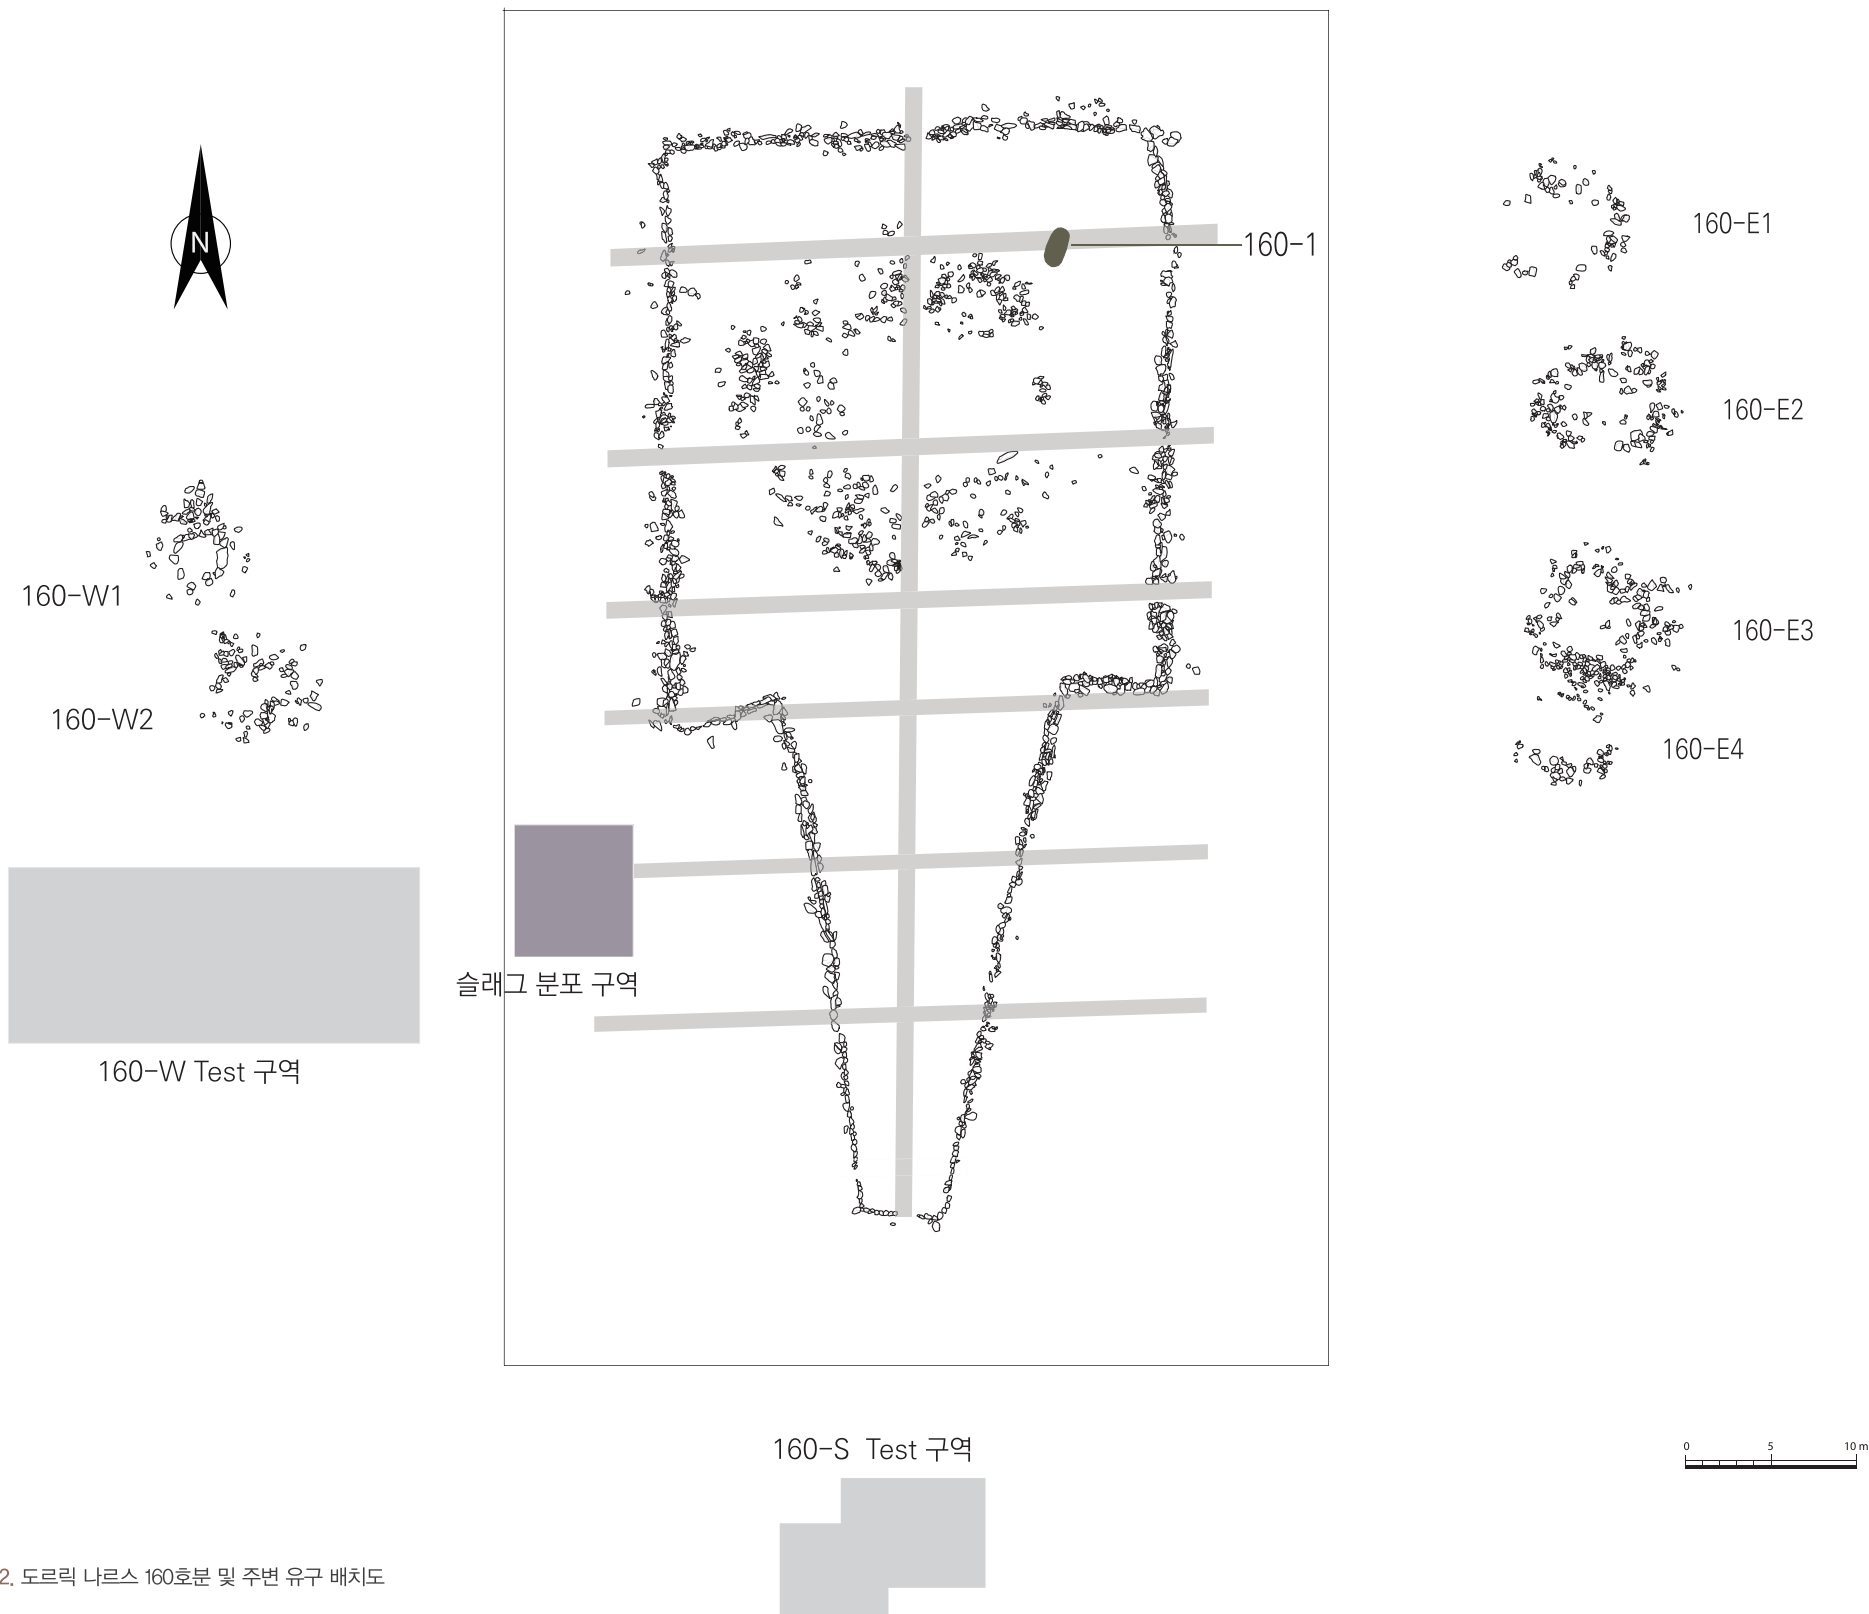 N
160-1
160-E1
160-E2
160-W1
160-E3
160-W2
160-E4
슬래그 분포 구역
160-W Test 구역
160-S Test 구역
0 5 10 m
2. 도르릭 나르스 160호분 및 주변 유구 배치도